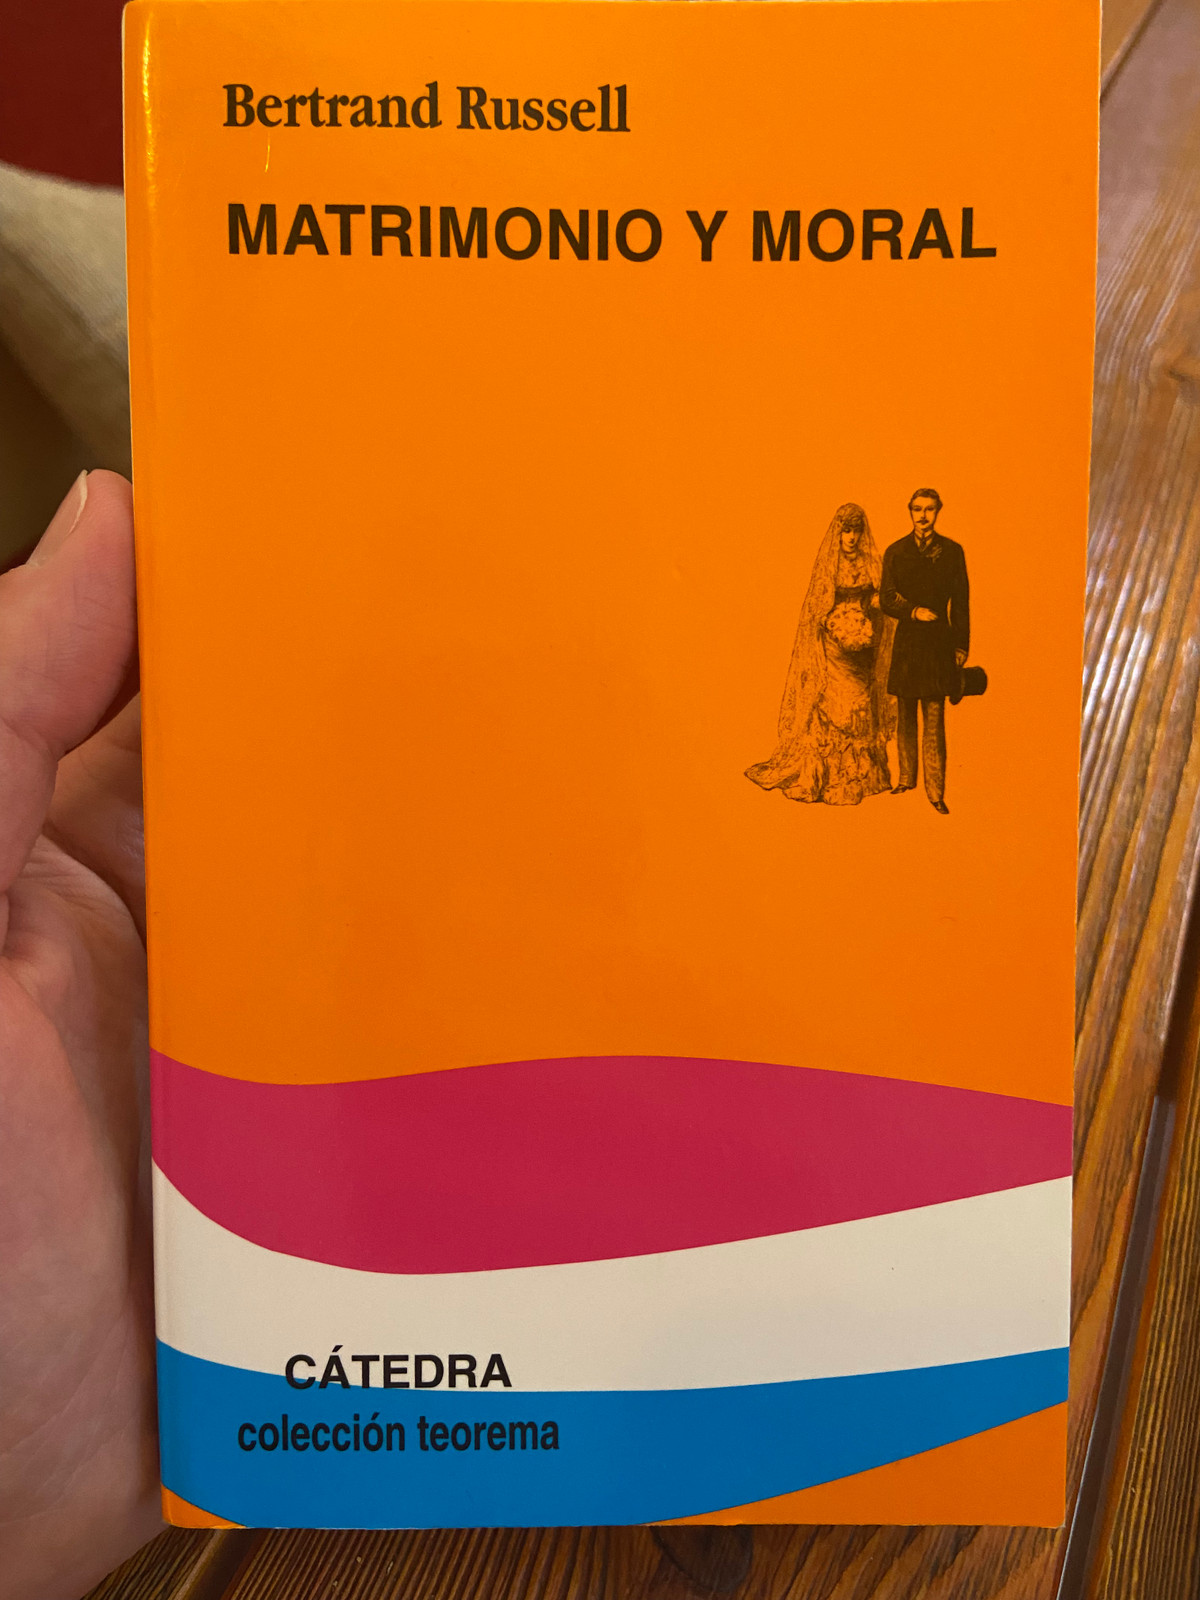 Bertrand Russell
MATRIMONIO Y MORAL
CÁTEDRA
colección teorema